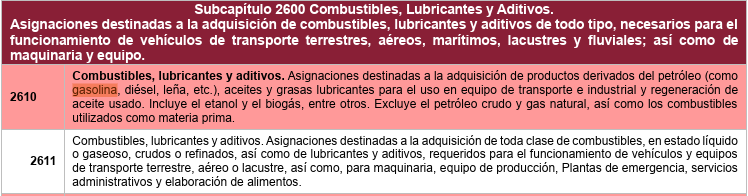 Subcapítulo 2600 Combustibles, Lubricantes y Aditivos.
Asignaciones destinadas a la adquisición de combustibles, lubricantes y aditivos de todo tipo, necesarios para el
funcionamiento de vehículos de transporte terrestres, aéreos, marítimos, lacustres y fluviales; así como de
maquinaria y equipo.
2610
Combustibles, lubricantes y aditivos. Asignaciones destinadas a la adquisición de productos derivados del petróleo (como
gasolina, diésel, leña, etc.), aceites y grasas lubricantes para el uso en equipo de transporte e industrial y regeneración de
aceite usado. Incluye el etanol y el biogás, entre otros. Excluye el petróleo crudo y gas natural, así como los combustibles
utilizados como materia prima.
2611
Combustibles, lubricantes y aditivos. Asignaciones destinadas a la adquisición de toda clase de combustibles, en estado líquido
o gaseoso, crudos o refinados, así como de lubricantes y aditivos, requeridos para el funcionamiento de vehículos y equipos
de transporte terrestre, aéreo o lacustre, así como, para maquinaria, equipo de producción, Plantas de emergencia, servicios
administrativos y elaboración de alimentos.